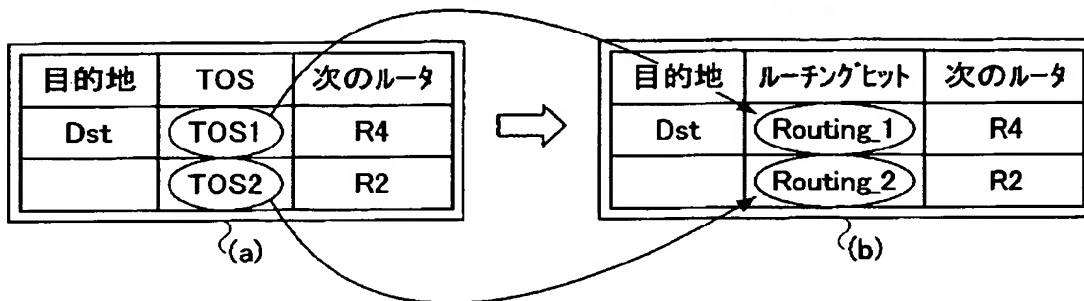 目的地 TOS 次のルータ
Dst TOS1 R4
TOS2 R2
(a)
目的地 ルーチングヒット 次のルータ
Dst Routing_1 R4
Routing_2 R2
(b)